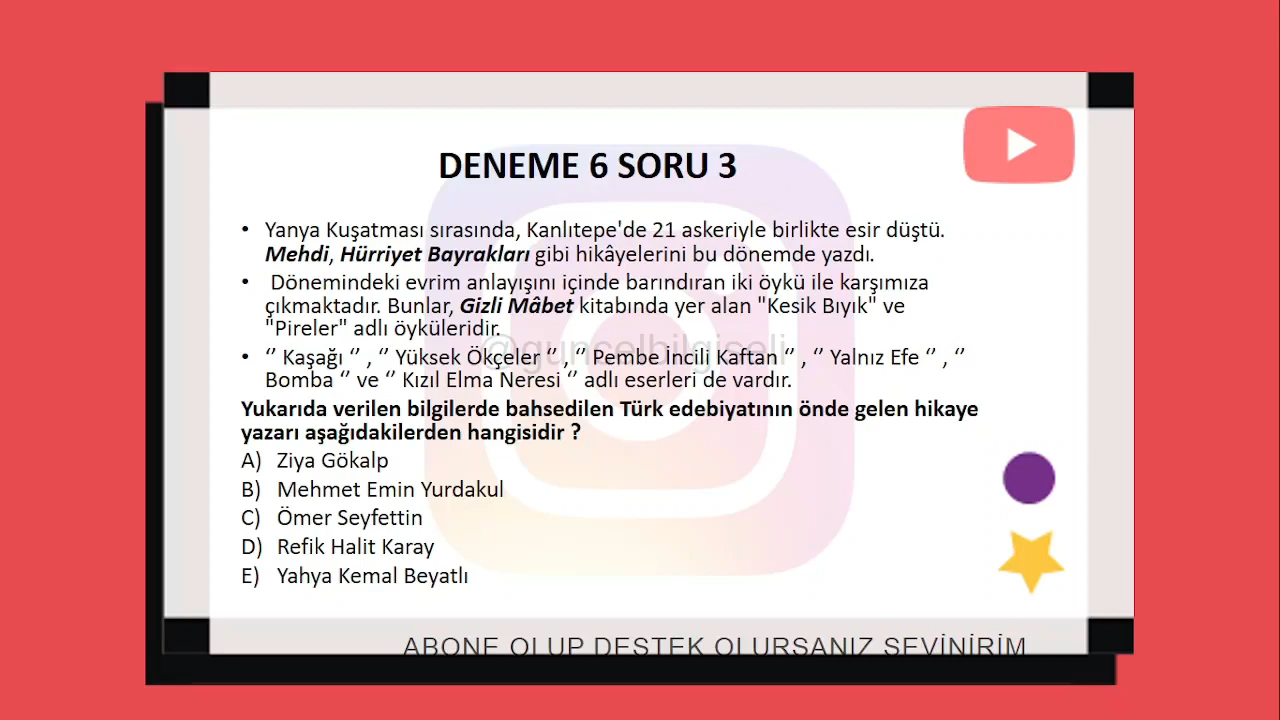 DENEME 6 SORU 3
• Yanya Kuşatması sırasında, Kanlıtepe'de 21 askeriyle birlikte esir düştü.
Mehdi, Hürriyet Bayrakları gibi hikâyelerini bu dönemde yazdı.
• Dönemindeki evrim anlayışını içinde barındıran iki öykü ile karşımıza
çıkmaktadır. Bunlar, Gizli Mâbet kitabında yer alan "Kesik Bıyık" ve
"Pireler" adlı öyküleridir.
@guncelbilgiseli
• ‘’ Kaşağı ‘’ , ‘’ Yüksek Ökçeler ‘’ , ‘’ Pembe İncili Kaftan ‘’ , ‘’ Yalnız Efe ‘’ , ‘’
Bomba ‘’ ve ‘’ Kızıl Elma Neresi ‘’ adlı eserleri de vardır.
Yukarıda verilen bilgilerde bahsedilen Türk edebiyatının önde gelen hikaye
yazarı aşağıdakilerden hangisidir ?
A) Ziya Gökalp
B) Mehmet Emin Yurdakul
C) Ömer Seyfettin
D) Refik Halit Karay
E) Yahya Kemal Beyatlı
ABONE OLUP DESTEK OLURSANIZ SEVİNİRİM